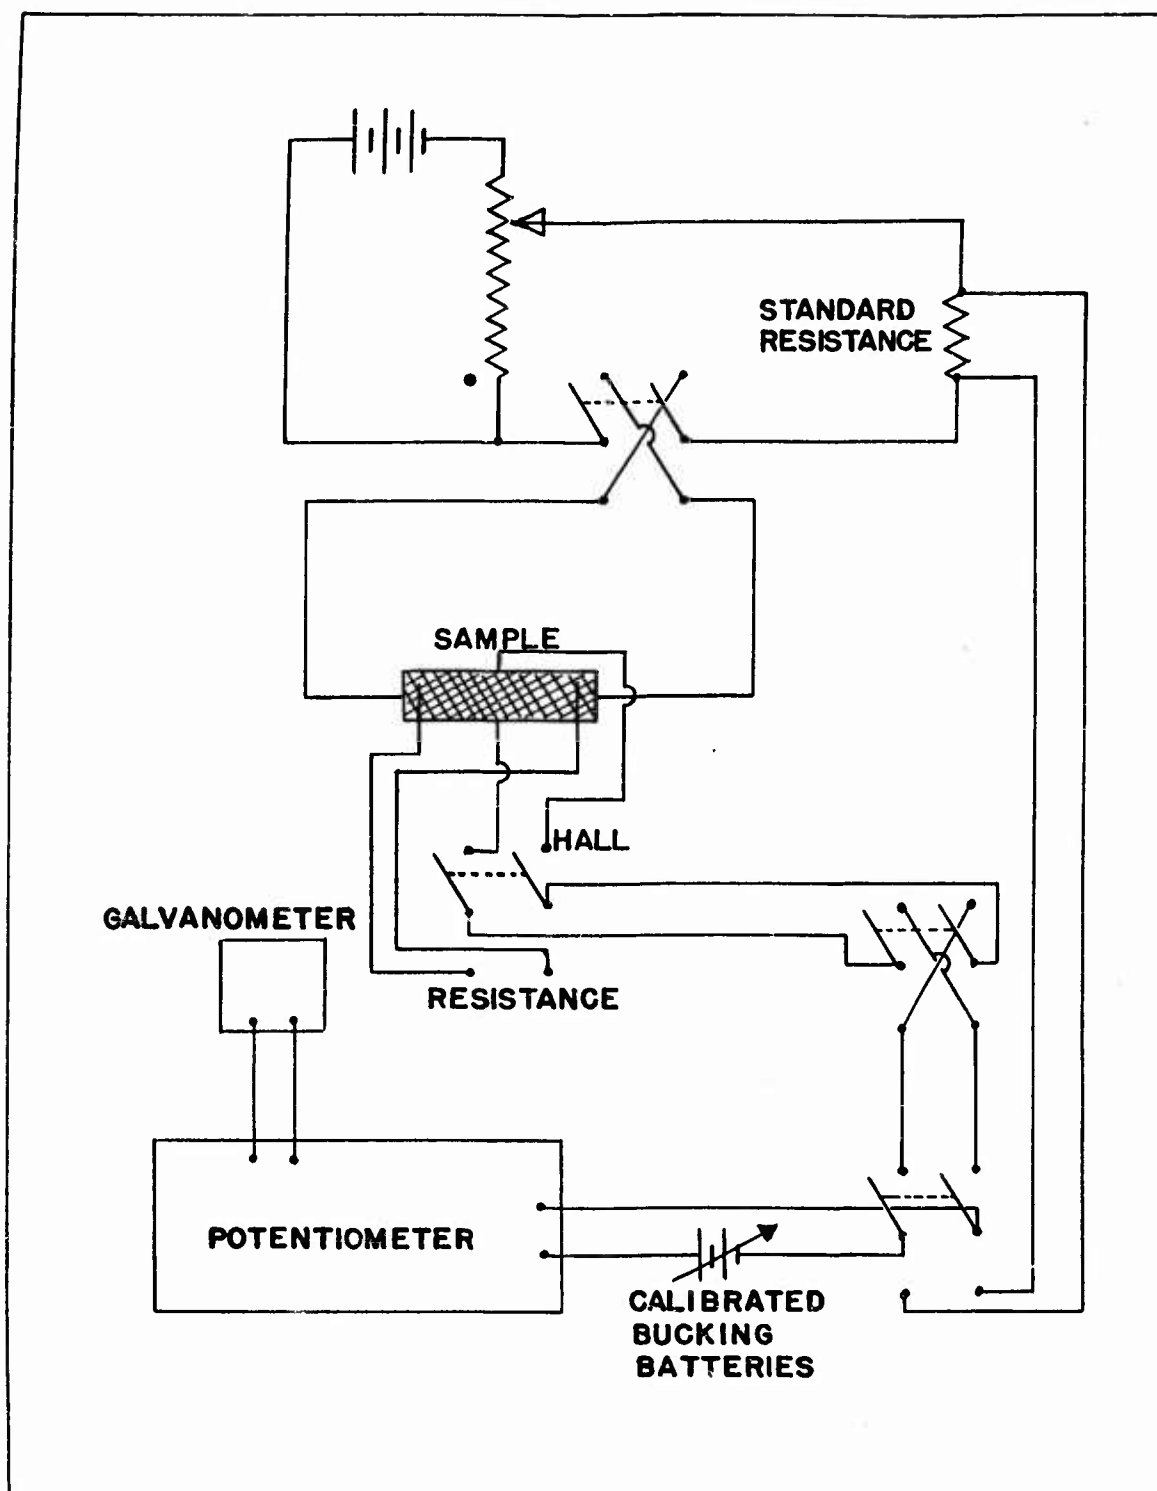 STANDARD
RESISTANCE
SAMPLE
HALL
GALVANOMETER
RESISTANCE
POTENTIOMETER
CALIBRATED
BUCKING
BATTERIES